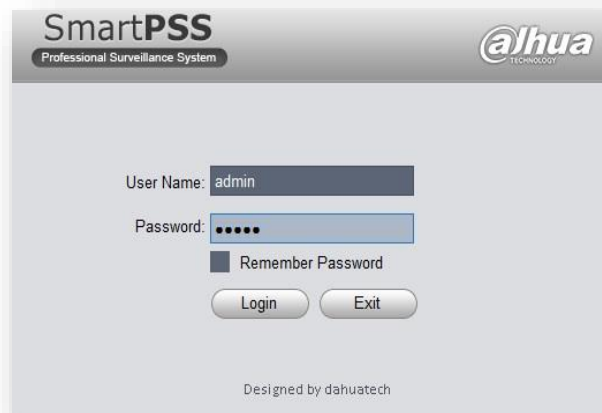 SmartPSS
Professional Surveillance System
alhua
TECHNOLOGY
User Name: admin
Password: •••••
Remember Password
Login Exit
Designed by dahuatech